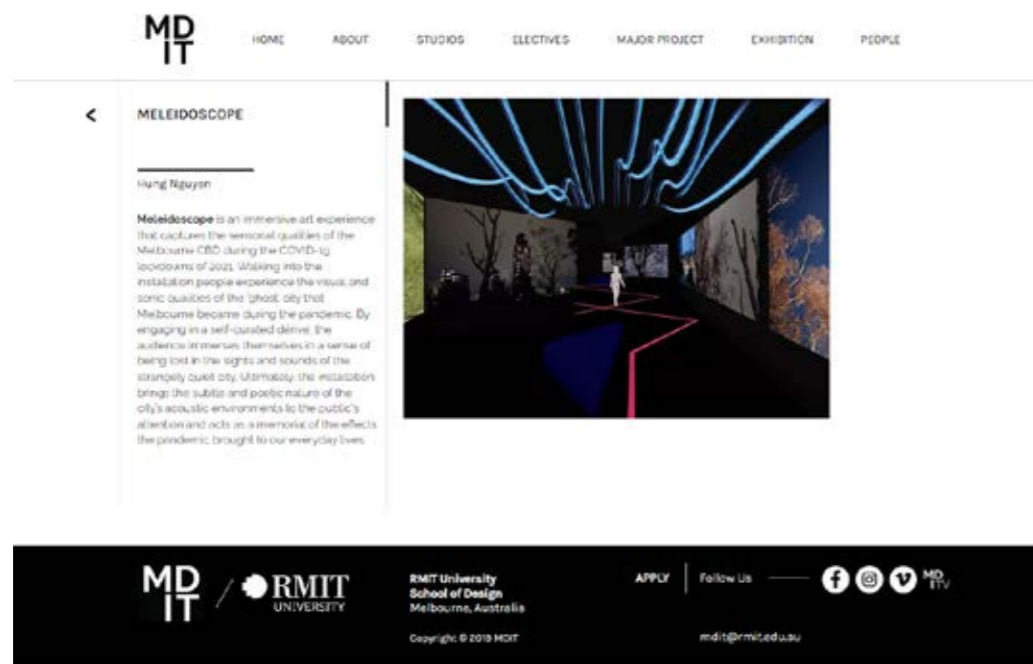 MD
IT
HOME ABOUT STUDIOS ELECTIVES MAJOR PROJECT EXHIBITION PEOPLE
<
MELEIDOSCOPE
Hung Nguyen
Meleidoscope is an immersive art experience
that captures the sensorial qualities of the
Melbourne CBD during the COVID-19
lockdowns of 2021. Walking into the
installation people experience the visual and
sonic qualities of the 'ghost' city that
Melbourne became during the pandemic. By
engaging in a self-curated dérive, the
audience immerses themselves in a sense of
being lost in the sights and sounds of the
strangely quiet city. Ultimately, the installation
brings the subtle and poetic nature of the
city's acoustic environments to the public's
attention and acts as a memorial of the effects
the pandemic brought to our everyday lives
MD
IT
/
RMIT
UNIVERSITY
RMIT University
School of Design
Melbourne, Australia
Copyright © 2019 MDIT
APPLY
Follow Us
MD
ITV
mdit@rmit.edu.au